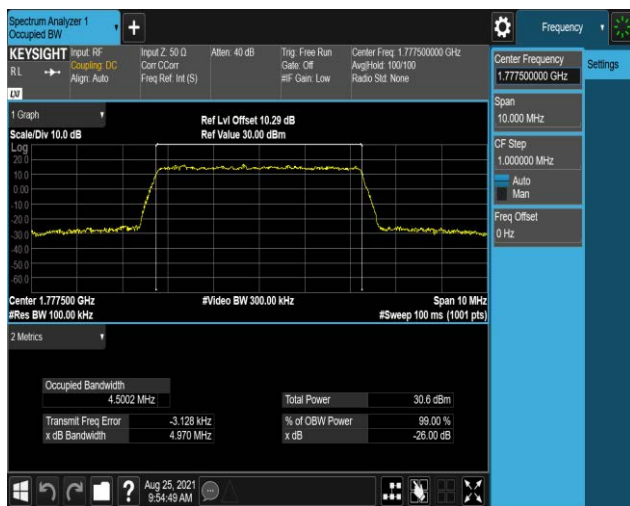 Spectrum Analyzer 1
Occupied BW
+
Frequency
KEYSIGHT
RL
LXI
Input: RF
Coupling: DC
Align: Auto
Input Z: 50 Ω
Corr CCorr
Freq Ref: Int (S)
Atten: 40 dB
Trig: Free Run
Gate: Off
#IF Gain: Low
Center Freq: 1.777500000 GHz
Avg|Hold: 100/100
Radio Std: None
Center Frequency
1.777500000 GHz
Settings
Span
10.000 MHz
CF Step
1.000000 MHz
Auto
Man
Freq Offset
0 Hz
1 Graph
Scale/Div 10.0 dB
Ref Lvl Offset 10.29 dB
Ref Value 30.00 dBm
Log
20.0
10.0
0.00
-10.0
-20.0
-30.0
-40.0
-50.0
-60.0
Center 1.777500 GHz
#Video BW 300.00 kHz
Span 10 MHz
#Res BW 100.00 kHz
#Sweep 100 ms (1001 pts)
2 Metrics
Occupied Bandwidth
4.5002 MHz
Total Power 30.6 dBm
Transmit Freq Error -3.128 kHz
% of OBW Power 99.00 %
x dB Bandwidth 4.970 MHz
x dB -26.00 dB
?
Aug 25, 2021
9:54:49 AM